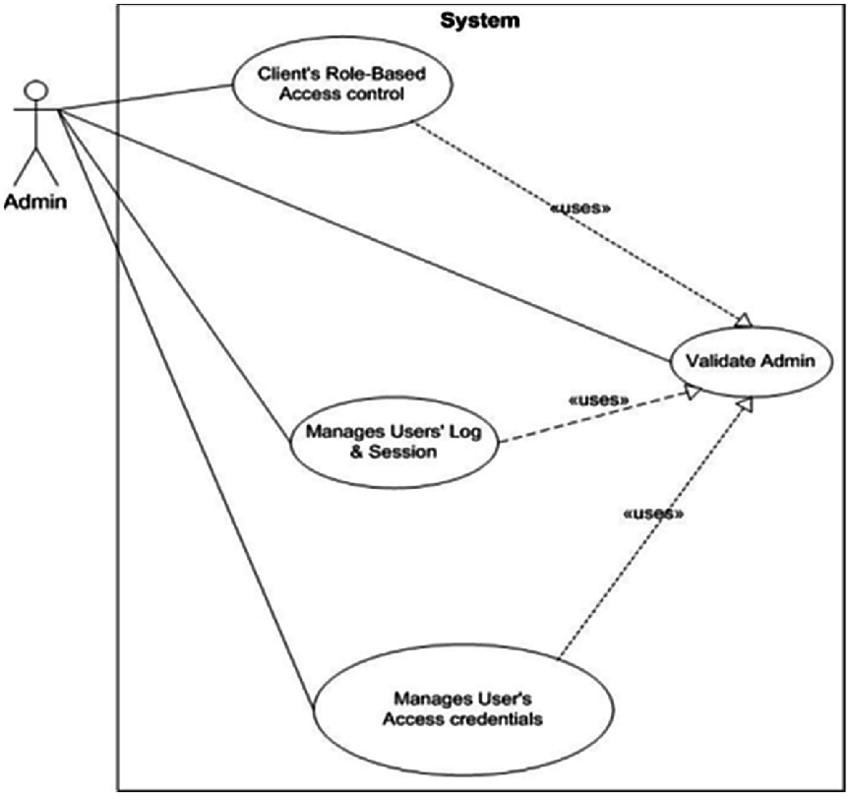 System
Client's Role-Based
Access control
Admin
«uses»
Validate Admin
«uses»
Manages Users' Log
& Session
«uses»
Manages User's
Access credentials